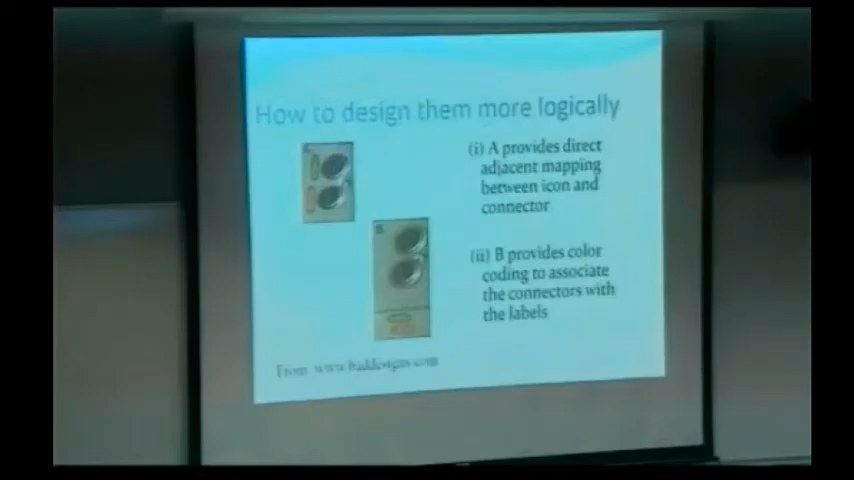 How to design them more logically
(i) A provides direct
adjacent mapping
between icon and
connector
B
(ii) B provides color
coding to associate
the connectors with
the labels
From: www.baddesigns.com